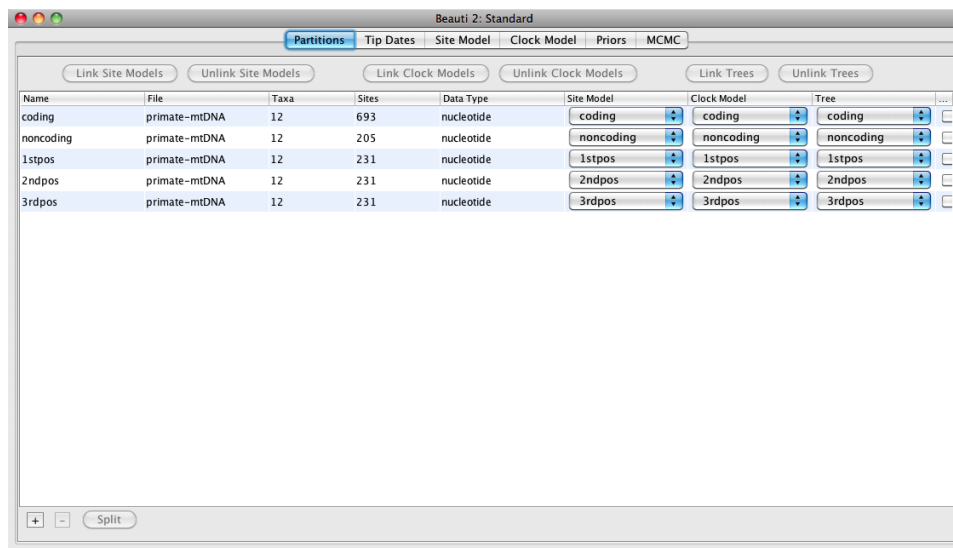 Beauti 2: Standard
Partitions Tip Dates Site Model Clock Model Priors MCMC
Link Site Models Unlink Site Models Link Clock Models Unlink Clock Models Link Trees Unlink Trees
Name File Taxa Sites Data Type Site Model Clock Model Tree ...
coding primate-mtDNA 12 693 nucleotide coding coding coding
noncoding primate-mtDNA 12 205 nucleotide noncoding noncoding noncoding
1stpos primate-mtDNA 12 231 nucleotide 1stpos 1stpos 1stpos
2ndpos primate-mtDNA 12 231 nucleotide 2ndpos 2ndpos 2ndpos
3rdpos primate-mtDNA 12 231 nucleotide 3rdpos 3rdpos 3rdpos
+ - Split